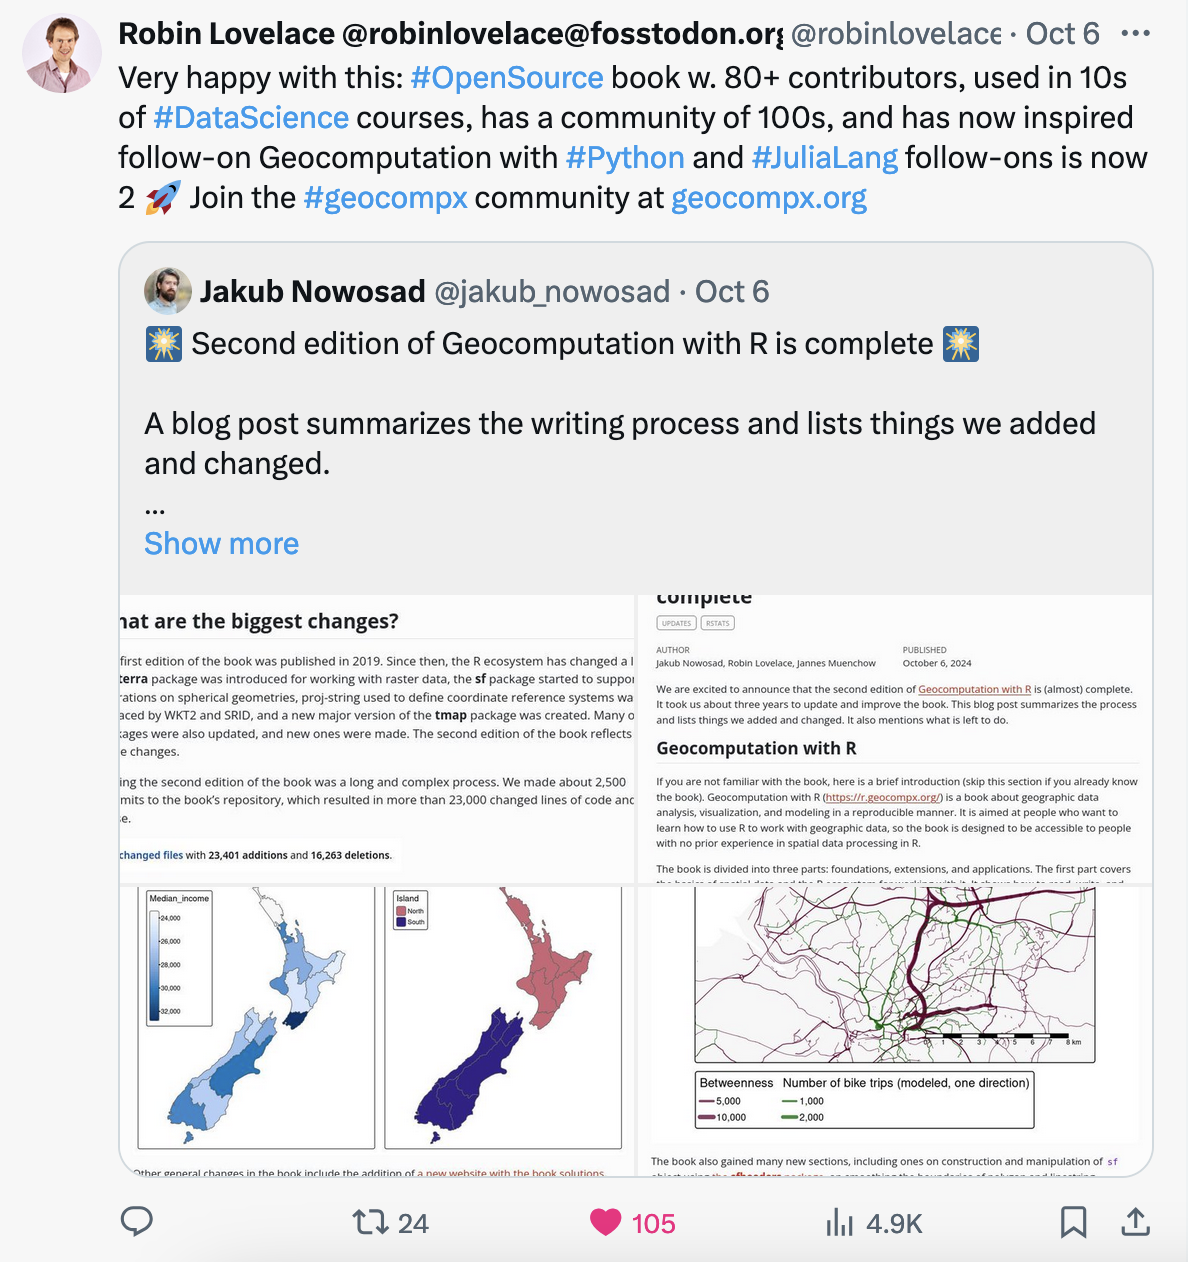 Robin Lovelace @robinlovelace@fosstodon.org @robinlovelace · Oct 6
Very happy with this: #OpenSource book w. 80+ contributors, used in 10s
of #DataScience courses, has a community of 100s, and has now inspired
follow-on Geocomputation with #Python and #JuliaLang follow-ons is now
2 🚀 Join the #geocompx community at geocompx.org
Jakub Nowosad @jakub_nowosad · Oct 6
🎇 Second edition of Geocomputation with R is complete 🎇
A blog post summarizes the writing process and lists things we added
and changed.
...
Show more
hat are the biggest changes?
first edition of the book was published in 2019. Since then, the R ecosystem has changed a l
terra package was introduced for working with raster data, the sf package started to suppor
rations on spherical geometries, proj-string used to define coordinate reference systems wa
aced by WKT2 and SRID, and a new major version of the tmap package was created. Many o
kages were also updated, and new ones were made. The second edition of the book reflects
e changes.
ing the second edition of the book was a long and complex process. We made about 2,500
mits to the book's repository, which resulted in more than 23,000 changed lines of code and
se.
changed files with 23,401 additions and 16,263 deletions.
complete
UPDATES RSTATS
AUTHOR PUBLISHED
Jakub Nowosad, Robin Lovelace, Jannes Muenchow October 6, 2024
We are excited to announce that the second edition of Geocomputation with R is (almost) complete.
It took us about three years to update and improve the book. This blog post summarizes the process
and lists things we added and changed. It also mentions what is left to do.
Geocomputation with R
If you are not familiar with the book, here is a brief introduction (skip this section if you already know
the book). Geocomputation with R (https://r.geocompx.org/) is a book about geographic data
analysis, visualization, and modeling in a reproducible manner. It is aimed at people who want to
learn how to use R to work with geographic data, so the book is designed to be accessible to people
with no prior experience in spatial data processing in R.
The book is divided into three parts: foundations, extensions, and applications. The first part covers
Median_income
24,000
26,000
28,000
30,000
32,000
Island
North
South
Other general changes in the book include the addition of a new website with the book solutions
0 1 2 3 4 5 6 7 8 km
Betweenness Number of bike trips (modeled, one direction)
5,000 1,000
10,000 2,000
The book also gained many new sections, including ones on construction and manipulation of sf
24 105 4.9K